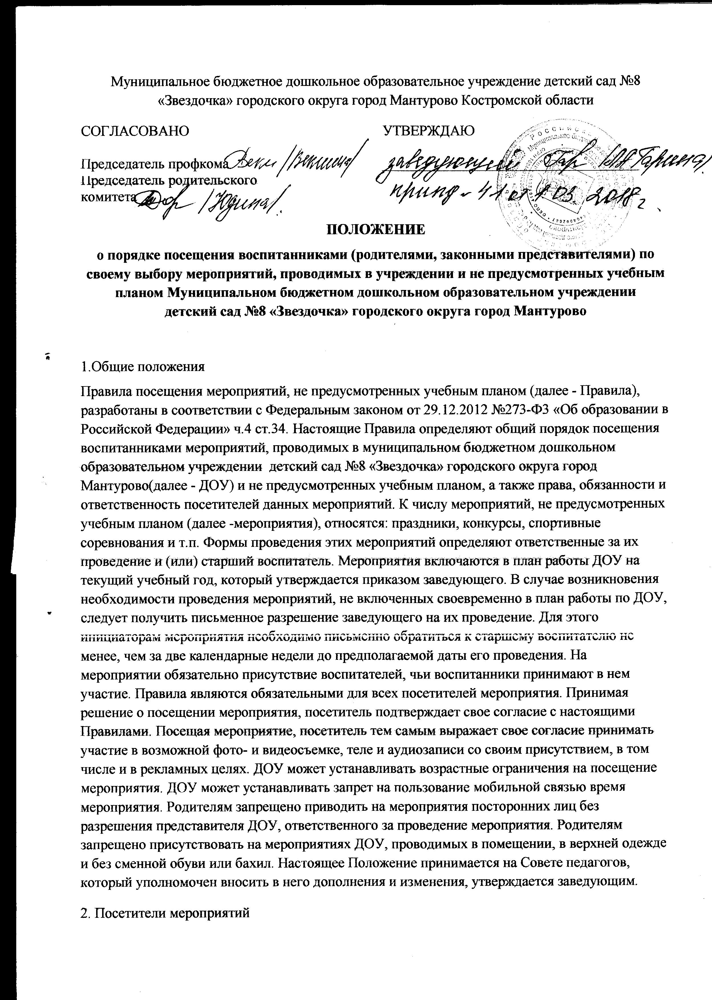 Муниципальное бюджетное дошкольное образовательное учреждение детский сад №8
«Звездочка» городского округа город Мантурово Костромской области
СОГЛАСОВАНО УТВЕРЖДАЮ
Председатель профкома /Векшина/ заведующий Гар /Гарина/
Председатель родительского
комитета /Юдина/. 41 от 1 03. 2018 г.
ПОЛОЖЕНИЕ
о порядке посещения воспитанниками (родителями, законными представителями) по
своему выбору мероприятий, проводимых в учреждении и не предусмотренных учебным
планом Муниципальном бюджетном дошкольном образовательном учреждении
детский сад №8 «Звездочка» городского округа город Мантурово
1.Общие положения
Правила посещения мероприятий, не предусмотренных учебным планом (далее - Правила),
разработаны в соответствии с Федеральным законом от 29.12.2012 №273-ФЗ «Об образовании в
Российской Федерации» ч.4 ст.34. Настоящие Правила определяют общий порядок посещения
воспитанниками мероприятий, проводимых в муниципальном бюджетном дошкольном
образовательном учреждении детский сад №8 «Звездочка» городского округа город
Мантурово(далее - ДОУ) и не предусмотренных учебным планом, а также права, обязанности и
ответственность посетителей данных мероприятий. К числу мероприятий, не предусмотренных
учебным планом (далее -мероприятия), относятся: праздники, конкурсы, спортивные
соревнования и т.п. Формы проведения этих мероприятий определяют ответственные за их
проведение и (или) старший воспитатель. Мероприятия включаются в план работы ДОУ на
текущий учебный год, который утверждается приказом заведующего. В случае возникновения
необходимости проведения мероприятий, не включенных своевременно в план работы по ДОУ,
следует получить письменное разрешение заведующего на их проведение. Для этого
инициаторам мероприятия необходимо письменно обратиться к старшему воспитателю не
менее, чем за две календарные недели до предполагаемой даты его проведения. На
мероприятии обязательно присутствие воспитателей, чьи воспитанники принимают в нем
участие. Правила являются обязательными для всех посетителей мероприятия. Принимая
решение о посещении мероприятия, посетитель подтверждает свое согласие с настоящими
Правилами. Посещая мероприятие, посетитель тем самым выражает свое согласие принимать
участие в возможной фото- и видеосъемке, теле и аудиозаписи со своим присутствием, в том
числе и в рекламных целях. ДОУ может устанавливать возрастные ограничения на посещение
мероприятия. ДОУ может устанавливать запрет на пользование мобильной связью время
мероприятия. Родителям запрещено приводить на мероприятия посторонних лиц без
разрешения представителя ДОУ, ответственного за проведение мероприятия. Родителям
запрещено присутствовать на мероприятиях ДОУ, проводимых в помещении, в верхней одежде
и без сменной обуви или бахил. Настоящее Положение принимается на Совете педагогов,
который уполномочен вносить в него дополнения и изменения, утверждается заведующим.
2. Посетители мероприятий